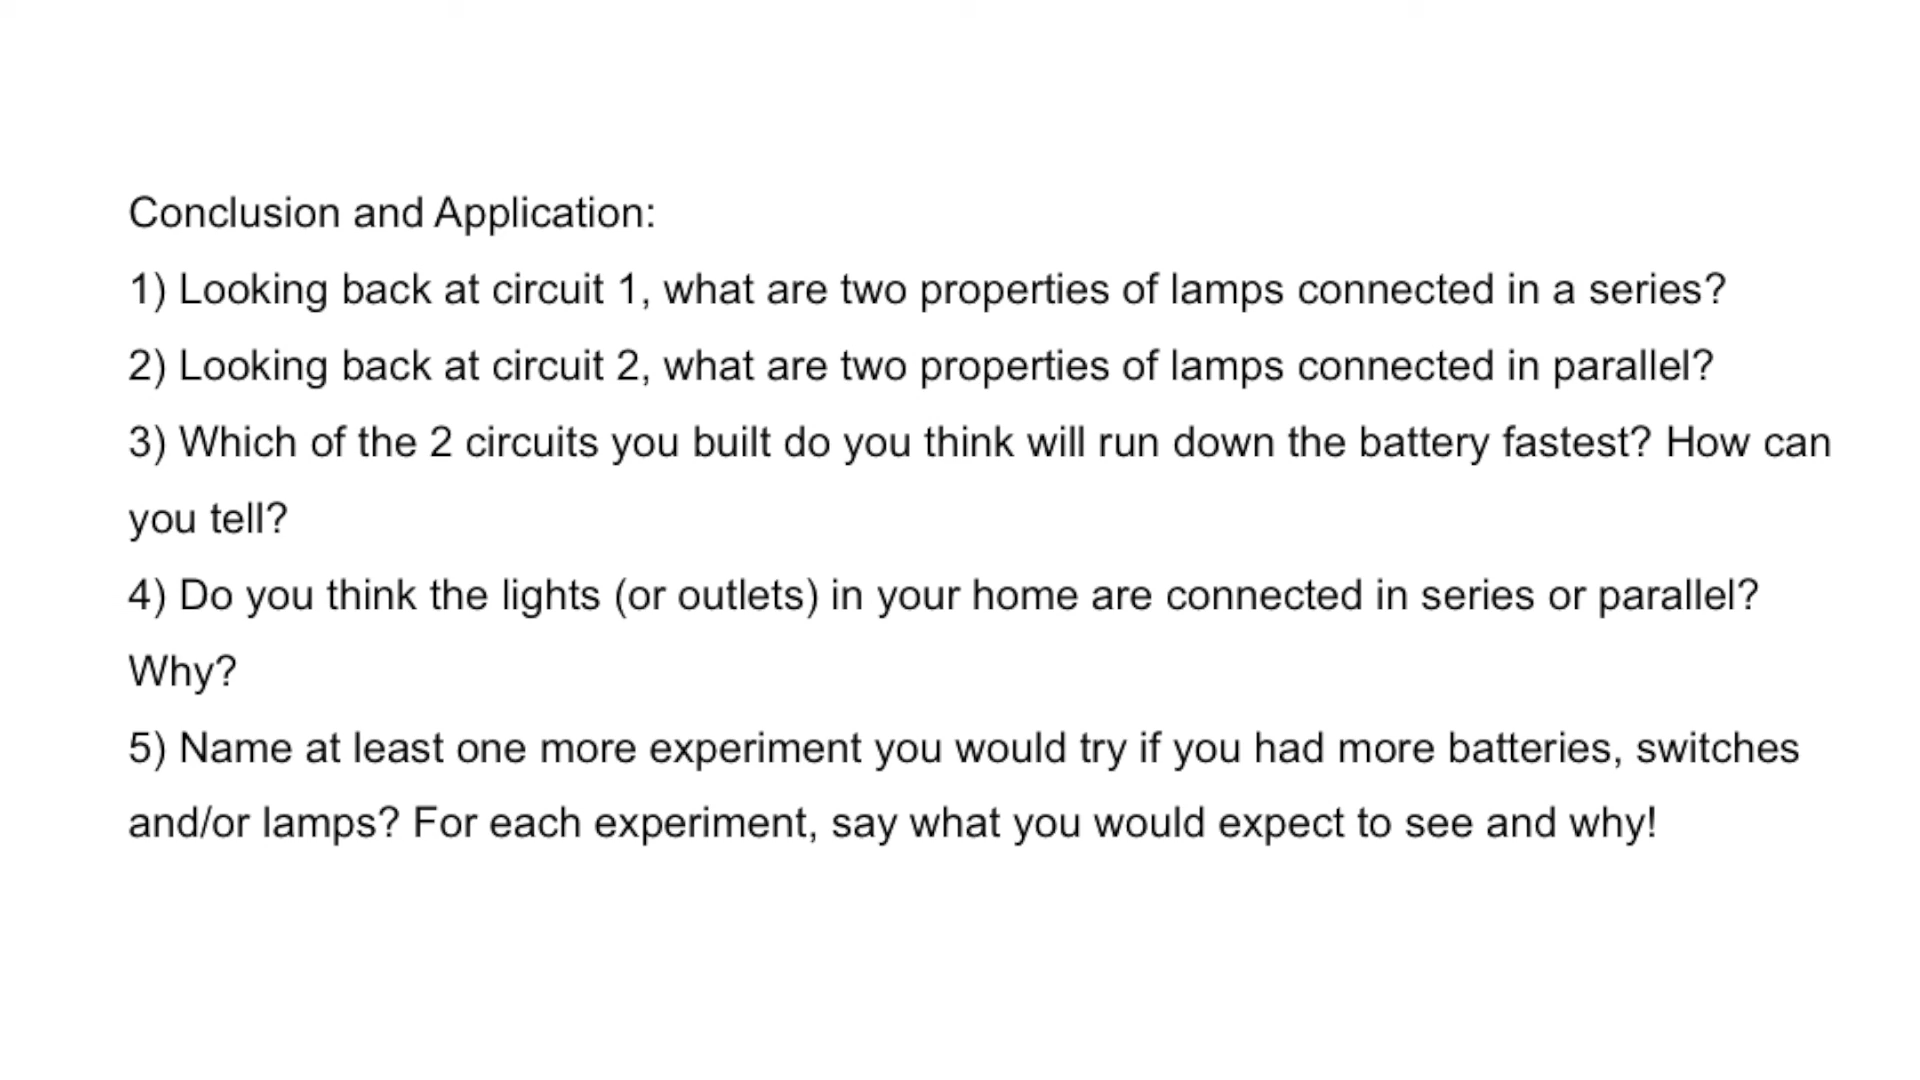 Conclusion and Application:
1) Looking back at circuit 1, what are two properties of lamps connected in a series?
2) Looking back at circuit 2, what are two properties of lamps connected in parallel?
3) Which of the 2 circuits you built do you think will run down the battery fastest? How can
you tell?
4) Do you think the lights (or outlets) in your home are connected in series or parallel?
Why?
5) Name at least one more experiment you would try if you had more batteries, switches
and/or lamps? For each experiment, say what you would expect to see and why!